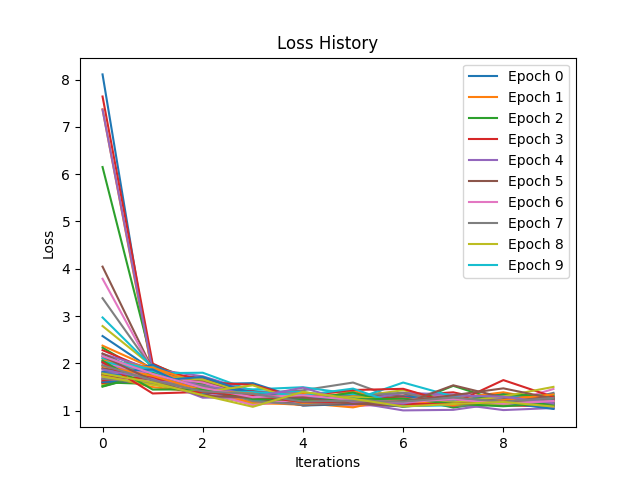 Loss History
Loss
8
7
6
5
4
3
2
1
0
2
4
6
8
Iterations
Epoch 0
Epoch 1
Epoch 2
Epoch 3
Epoch 4
Epoch 5
Epoch 6
Epoch 7
Epoch 8
Epoch 9